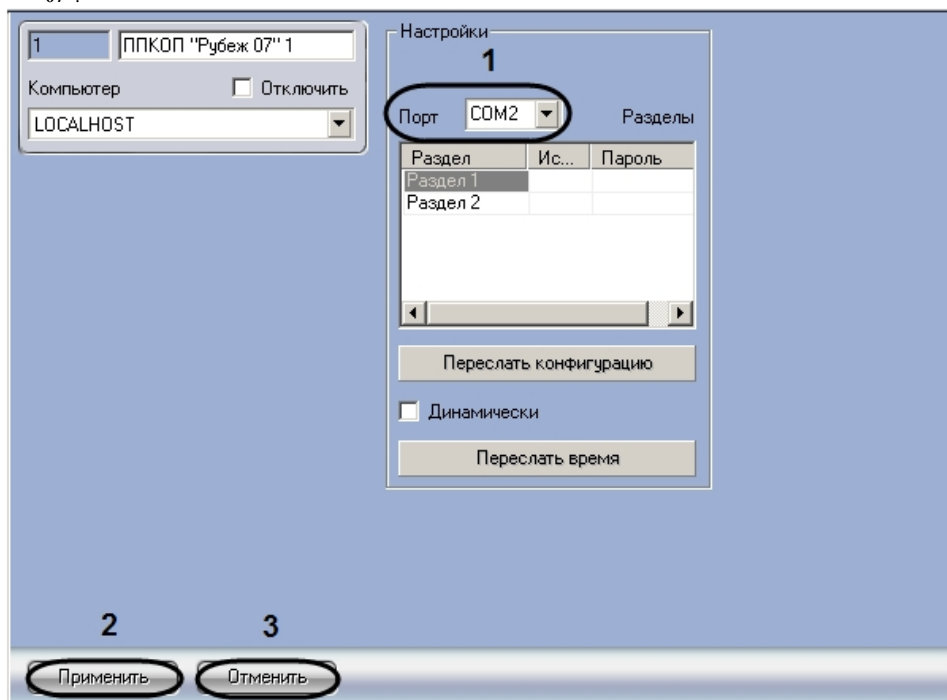 1 ППКОП "Рубеж 07" 1
Компьютер Отключить
LOCALHOST
Настройки
1
Порт COM2 Разделы
Раздел Ис... Пароль
Раздел 1
Раздел 2
Переслать конфигурацию
Динамически
Переслать время
2 3
Применить Отменить